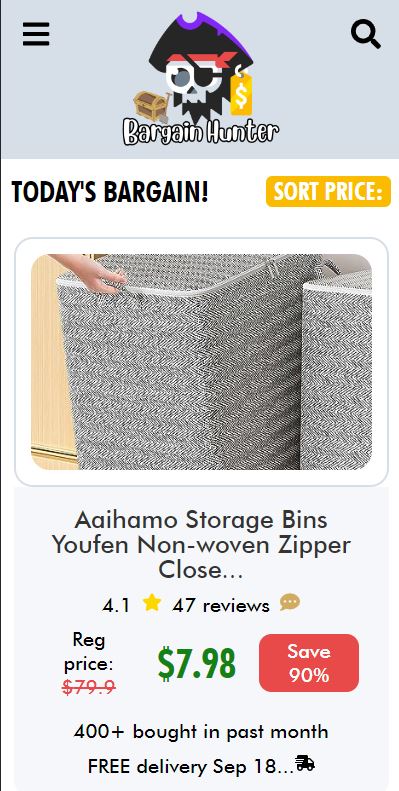 $
Bargain Hunter
TODAY'S BARGAIN!
SORT PRICE:
Aaihamo Storage Bins
Youfen Non-woven Zipper
Close...
4.1
47 reviews
Reg
price:
$79.9
$7.98
Save
90%
400+ bought in past month
FREE delivery Sep 18...